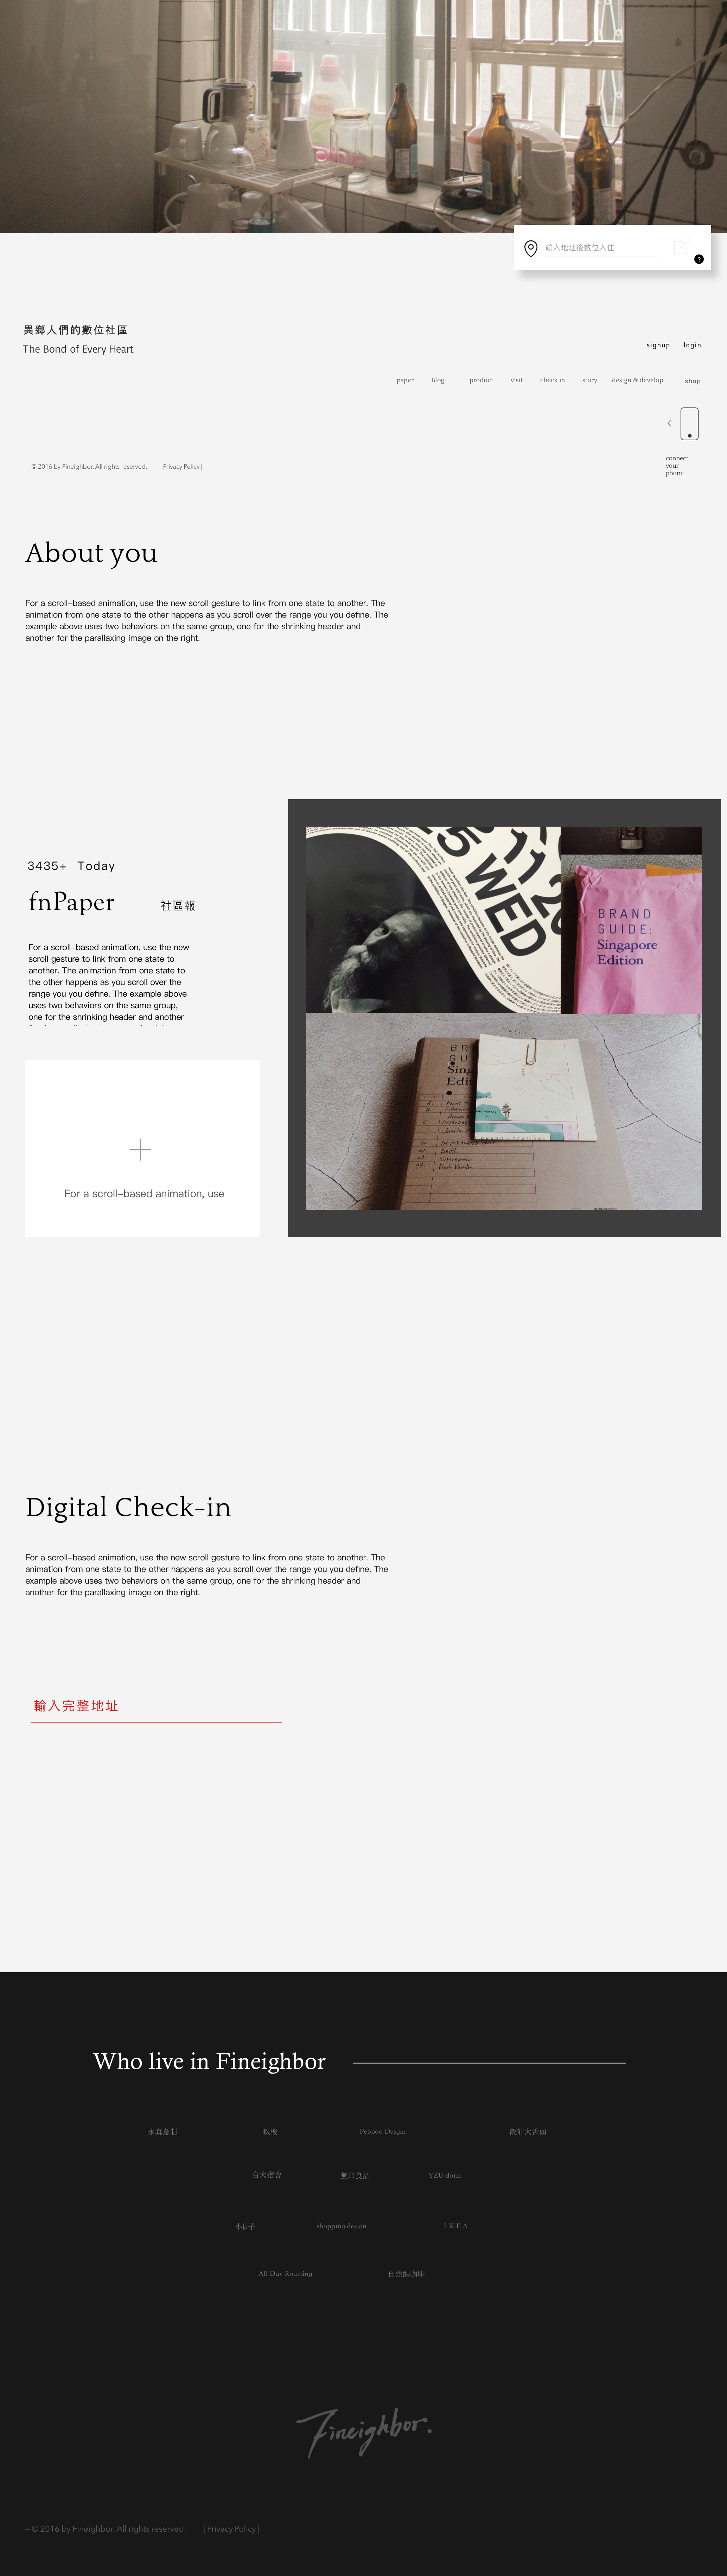 輸入地址後數位入住
?
異鄉人們的數位社區
The Bond of Every Heart
signup login
paper Blog product visit check in story design & develop shop
connect
your
phone
– © 2016 by Fineighbor. All rights reserved. | Privacy Policy |
About you
For a scroll-based animation, use the new scroll gesture to link from one state to another. The
animation from one state to the other happens as you scroll over the range you you define. The
example above uses two behaviors on the same group, one for the shrinking header and
another for the parallaxing image on the right.
3435+ Today
fnPaper 社區報
For a scroll-based animation, use the new
scroll gesture to link from one state to
another. The animation from one state to
the other happens as you scroll over the
range you you define. The example above
uses two behaviors on the same group,
one for the shrinking header and another
For a scroll-based animation, use
WED
BRAND
GUIDE:
Singapore
Edition
Digital Check-in
For a scroll-based animation, use the new scroll gesture to link from one state to another. The
animation from one state to the other happens as you scroll over the range you you define. The
example above uses two behaviors on the same group, one for the shrinking header and
another for the parallaxing image on the right.
輸入完整地址
Who live in Fineighbor
永真急制 玖樓 Pebboo Desgin 設計大舌頭
台大宿舍 無印良品 YZU dorm
小日子 shopping design IKEA
All Day Roasting 自然醒咖啡
Fineighbor.
– © 2016 by Fineighbor. All rights reserved. | Privacy Policy |